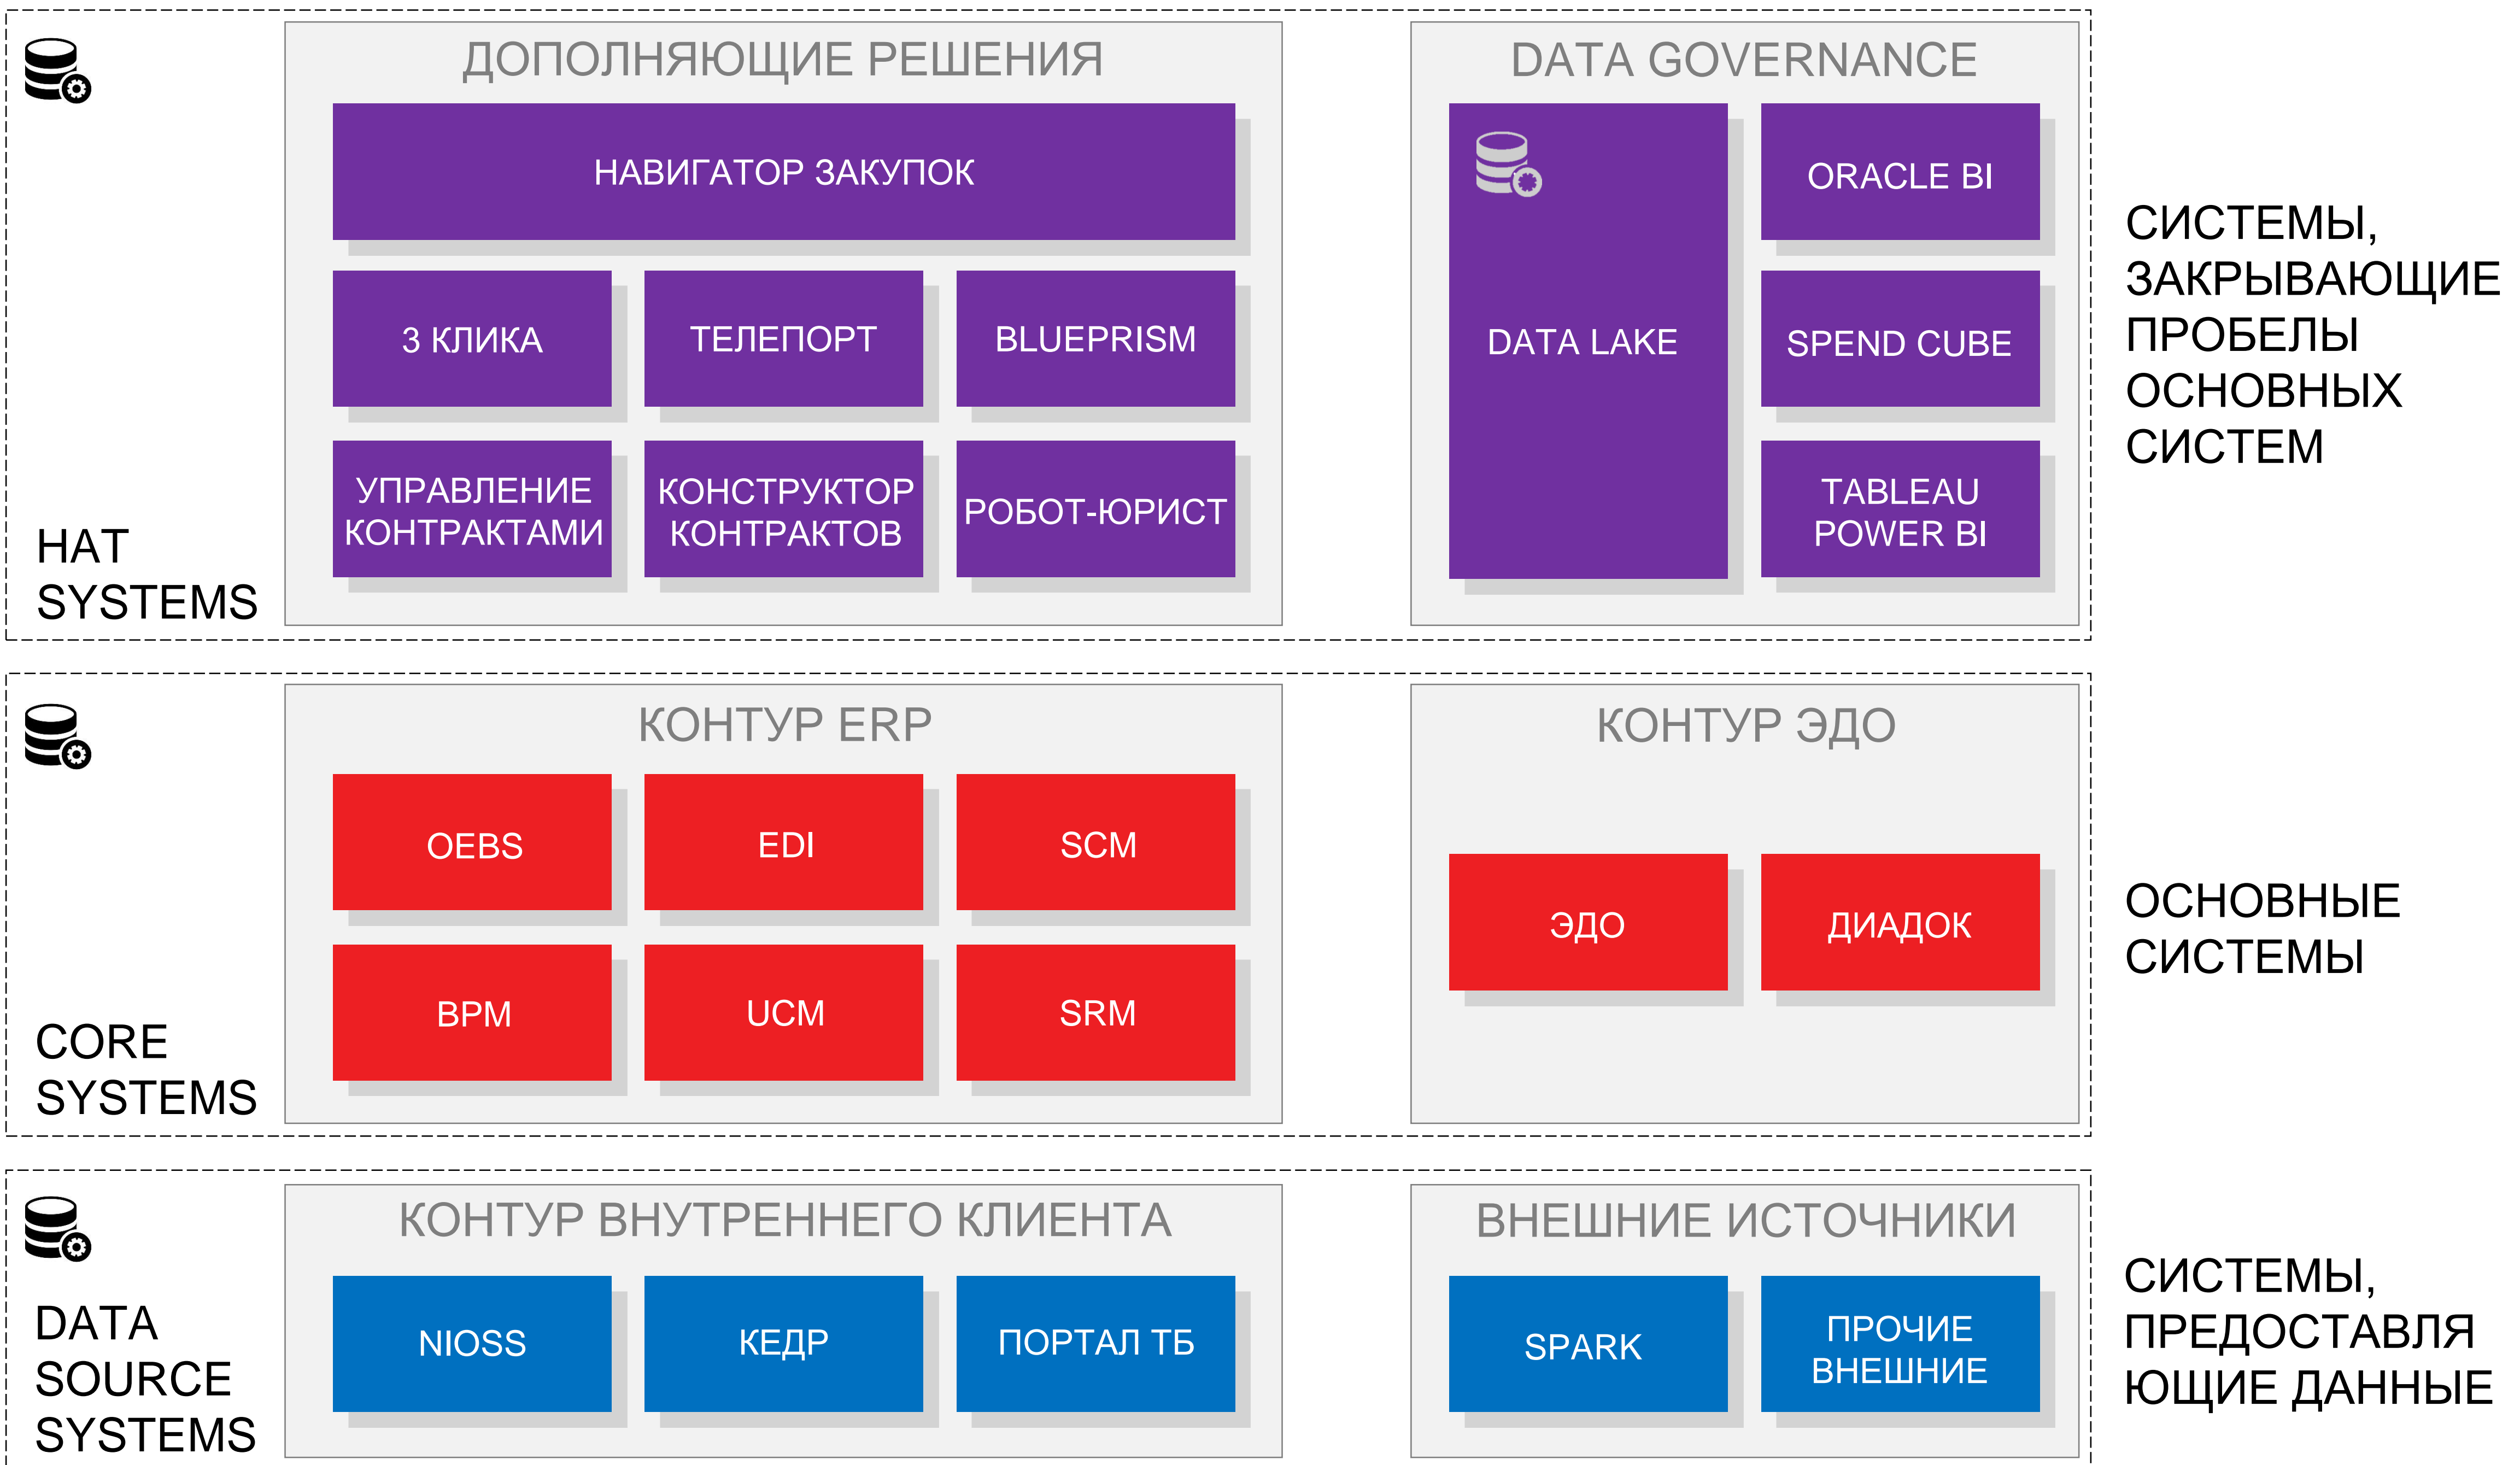 ДОПОЛНЯЮЩИЕ РЕШЕНИЯ
НАВИГАТОР ЗАКУПОК
3 КЛИКА
ТЕЛЕПОРТ
BLUEPRISM
УПРАВЛЕНИЕ
КОНТРАКТАМИ
КОНСТРУКТОР
КОНТРАКТОВ
РОБОТ-ЮРИСТ
DATA GOVERNANCE
DATA LAKE
ORACLE BI
SPEND CUBE
TABLEAU
POWER BI
HAT
SYSTEMS
СИСТЕМЫ,
ЗАКРЫВАЮЩИЕ
ПРОБЕЛЫ
ОСНОВНЫХ
СИСТЕМ
КОНТУР ERP
OEBS
EDI
SCM
BPM
UCM
SRM
КОНТУР ЭДО
ЭДО
ДИАДОК
CORE
SYSTEMS
ОСНОВНЫЕ
СИСТЕМЫ
КОНТУР ВНУТРЕННЕГО КЛИЕНТА
NIOSS
КЕДР
ПОРТАЛ ТБ
ВНЕШНИЕ ИСТОЧНИКИ
SPARK
ПРОЧИЕ
ВНЕШНИЕ
DATA
SOURCE
SYSTEMS
СИСТЕМЫ,
ПРЕДОСТАВЛЯ
ЮЩИЕ ДАННЫЕ